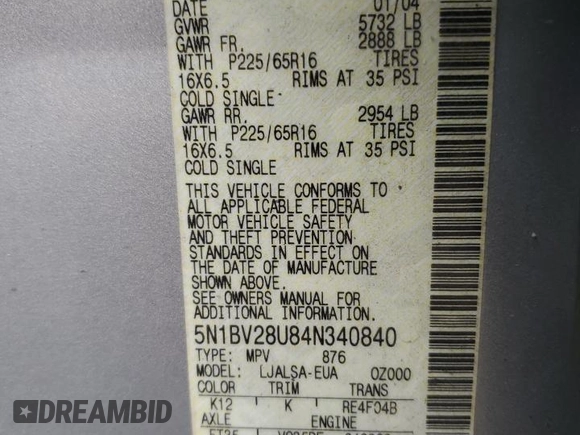 DATE 01/04
GVWR 5732 LB
GAWR FR. 2888 LB
WITH P225/65R16 TIRES
16X6.5 RIMS AT 35 PSI
COLD SINGLE
GAWR RR. 2954 LB
WITH P225/65R16 TIRES
16X6.5 RIMS AT 35 PSI
COLD SINGLE
THIS VEHICLE CONFORMS TO
ALL APPLICABLE FEDERAL
MOTOR VEHICLE SAFETY
AND THEFT PREVENTION
STANDARDS IN EFFECT ON
THE DATE OF MANUFACTURE
SHOWN ABOVE.
SEE OWNERS MANUAL FOR
ADDITIONAL INFORMATION.
5N1BV28U84N340840
TYPE: MPV 876
MODEL: LJALSA-EUA 0Z000
COLOR TRIM TRANS
K12 K RE4F04B
AXLE ENGINE
DREAMBID